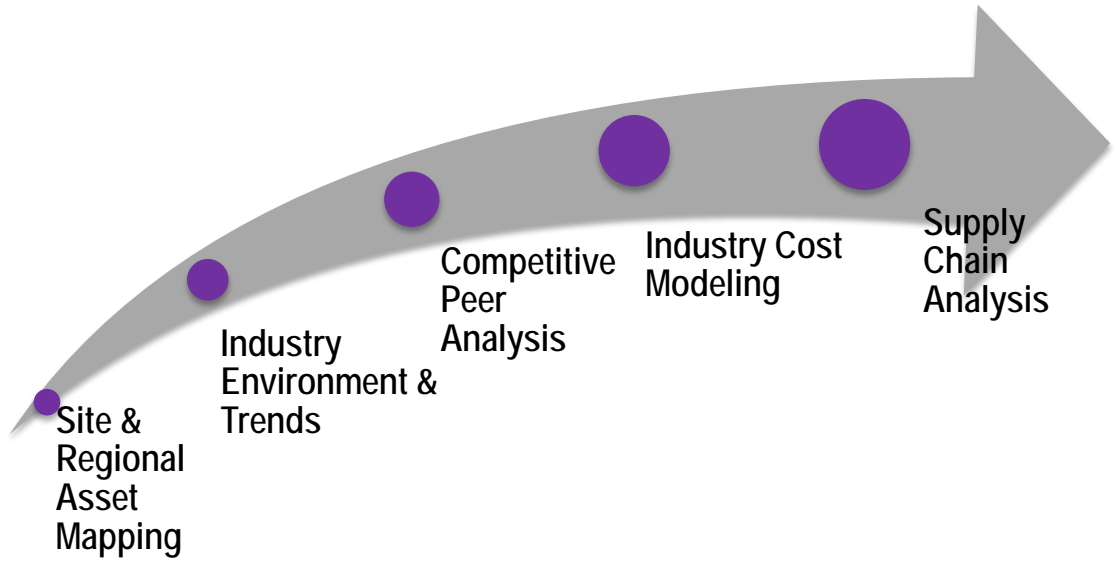 Site &
Regional
Asset
Mapping
Industry
Environment &
Trends
Competitive
Peer
Analysis
Industry Cost
Modeling
Supply
Chain
Analysis